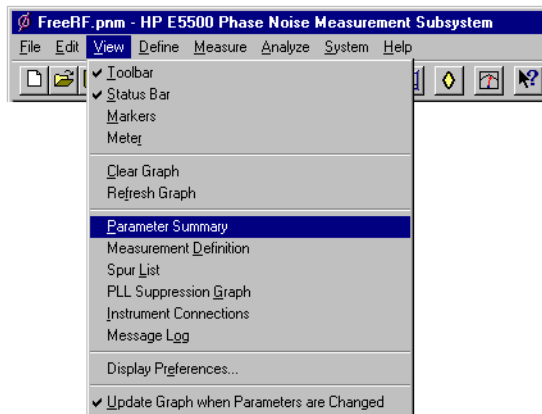 FreeRF.pnm - HP E5500 Phase Noise Measurement Subsystem
File Edit View Define Measure Analyze System Help
Toolbar
Status Bar
Markers
Meter
Clear Graph
Refresh Graph
Parameter Summary
Measurement Definition
Spur List
PLL Suppression Graph
Instrument Connections
Message Log
Display Preferences...
Update Graph when Parameters are Changed